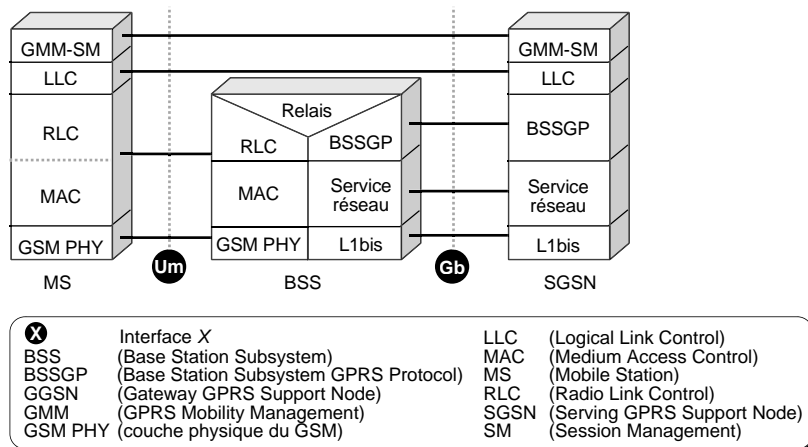 GMM-SM
LLC
RLC
MAC
GSM PHY
MS
Um
Relais
RLC BSSGP
MAC Service réseau
GSM PHY L1bis
BSS
Gb
GMM-SM
LLC
BSSGP
Service
réseau
L1bis
SGSN
X Interface X
BSS (Base Station Subsystem)
BSSGP (Base Station Subsystem GPRS Protocol)
GGSN (Gateway GPRS Support Node)
GMM (GPRS Mobility Management)
GSM PHY (couche physique du GSM)
LLC (Logical Link Control)
MAC (Medium Access Control)
MS (Mobile Station)
RLC (Radio Link Control)
SGSN (Serving GPRS Support Node)
SM (Session Management)